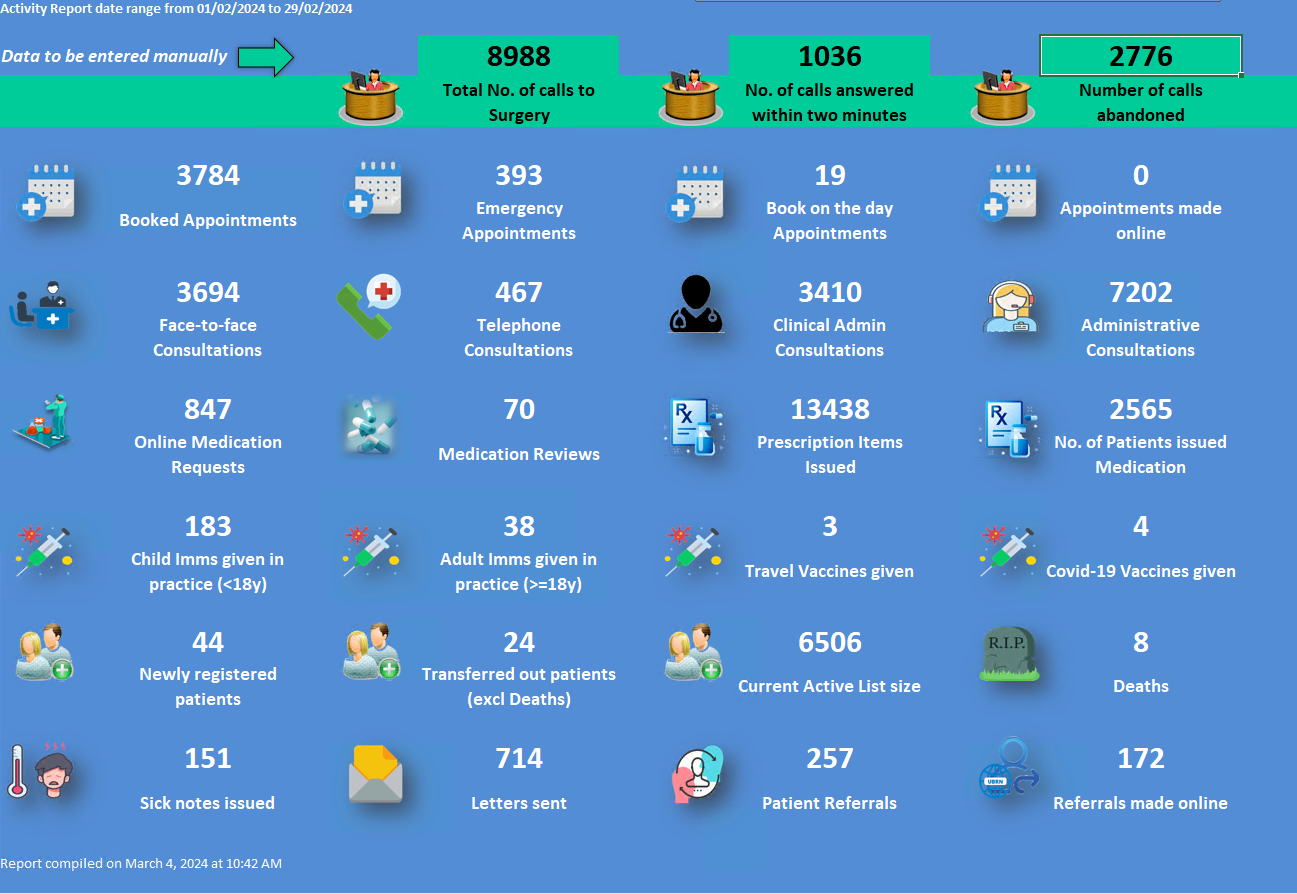 Activity Report date range from 01/02/2024 to 29/02/2024
Data to be entered manually
8988
Total No. of calls to
Surgery
1036
No. of calls answered
within two minutes
2776
Number of calls
abandoned
3784
Booked Appointments
393
Emergency
Appointments
19
Book on the day
Appointments
0
Appointments made
online
3694
Face-to-face
Consultations
467
Telephone
Consultations
3410
Clinical Admin
Consultations
7202
Administrative
Consultations
847
Online Medication
Requests
70
Medication Reviews
RX
13438
Prescription Items
Issued
RX
2565
No. of Patients issued
Medication
183
Child Imms given in
practice (<18y)
38
Adult Imms given in
practice (>=18y)
3
Travel Vaccines given
4
Covid-19 Vaccines given
44
Newly registered
patients
24
Transferred out patients
(excl Deaths)
6506
Current Active List size
R.I.P.
8
Deaths
151
Sick notes issued
714
Letters sent
257
Patient Referrals
UBRN
172
Referrals made online
Report compiled on March 4, 2024 at 10:42 AM